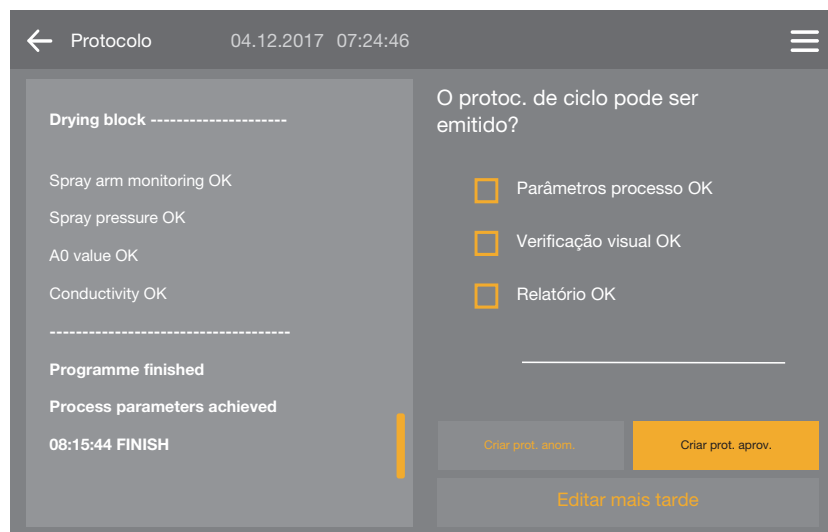 Protocolo 04.12.2017 07:24:46
Drying block ---------------------
Spray arm monitoring OK
Spray pressure OK
A0 value OK
Conductivity OK
-------------------------------------
Programme finished
Process parameters achieved
08:15:44 FINISH
O protoc. de ciclo pode ser
emitido?
Parâmetros processo OK
Verificação visual OK
Relatório OK
Criar prot. anom. Criar prot. aprov.
Editar mais tarde